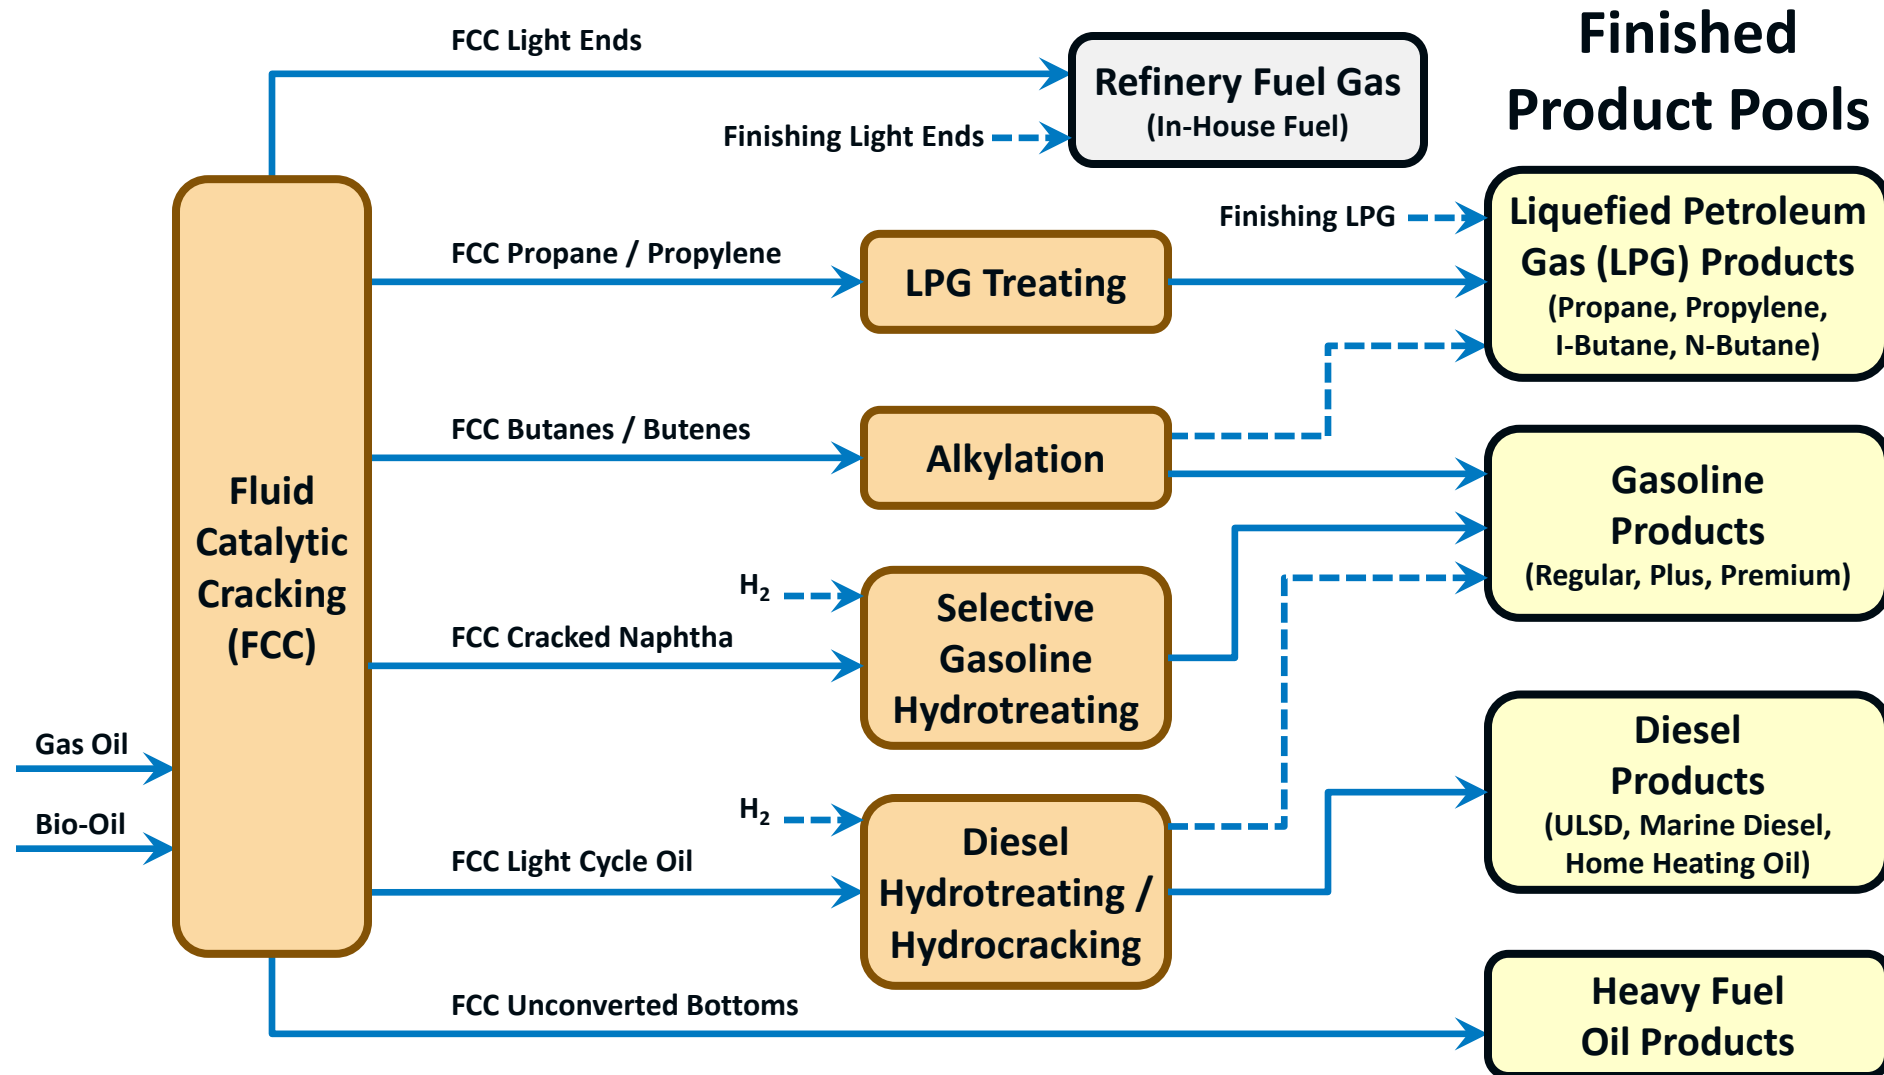 FCC Light Ends
Finished
Product Pools
Refinery Fuel Gas
(In-House Fuel)
Finishing Light Ends
Finishing LPG
Liquefied Petroleum
Gas (LPG) Products
(Propane, Propylene,
I-Butane, N-Butane)
FCC Propane / Propylene
LPG Treating
FCC Butanes / Butenes
Alkylation
Gasoline
Products
(Regular, Plus, Premium)
Fluid
Catalytic
Cracking
(FCC)
H₂
FCC Cracked Naphtha
Selective
Gasoline
Hydrotreating
Gas Oil
Bio-Oil
H₂
FCC Light Cycle Oil
Diesel
Hydrotreating /
Hydrocracking
Diesel
Products
(ULSD, Marine Diesel,
Home Heating Oil)
FCC Unconverted Bottoms
Heavy Fuel
Oil Products